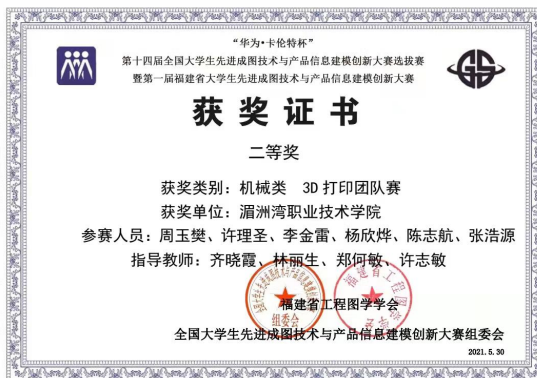 “华为·卡伦特杯”
第十四届全国大学生先进成图技术与产品信息建模创新大赛选拔赛
暨第一届福建省大学生先进成图技术与产品信息建模创新大赛
获奖证书
二等奖
获奖类别：机械类 3D打印团队赛
获奖单位：湄洲湾职业技术学院
参赛人员：周玉樊、许理圣、李金雷、杨欣烨、陈志航、张浩源
指导教师：齐晓霞、林丽生、郑何敏、许志敏
福建省工程图学学会
组委会
全国大学生先进成图技术与产品信息建模创新大赛组委会
2021.5.30